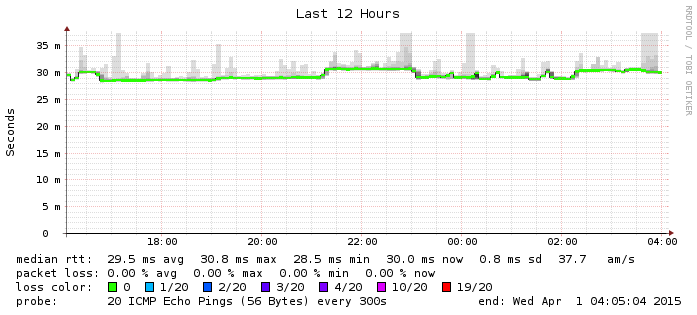 Last 12 Hours
RRDTOOL / TOBI OETIKER
Seconds
35 m
30 m
25 m
20 m
15 m
10 m
5 m
0
18:00 20:00 22:00 00:00 02:00 04:00
median rtt: 29.5 ms avg 30.8 ms max 28.5 ms min 30.0 ms now 0.8 ms sd 37.7 am/s
packet loss: 0.00 % avg 0.00 % max 0.00 % min 0.00 % now
loss color: 0 1/20 2/20 3/20 4/20 10/20 19/20
probe: 20 ICMP Echo Pings (56 Bytes) every 300s end: Wed Apr 1 04:05:04 2015